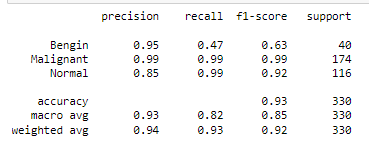 precision recall f1-score support
Bengin 0.95 0.47 0.63 40
Malignant 0.99 0.99 0.99 174
Normal 0.85 0.99 0.92 116
accuracy 0.93 330
macro avg 0.93 0.82 0.85 330
weighted avg 0.94 0.93 0.92 330